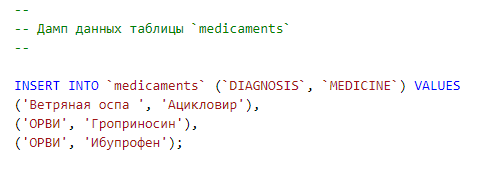 --
-- Дамп данных таблицы `medicaments`
--
INSERT INTO `medicaments` (`DIAGNOSIS`, `MEDICINE`) VALUES
('Ветряная оспа ', 'Ацикловир'),
('ОРВИ', 'Гроприносин'),
('ОРВИ', 'Ибупрофен');